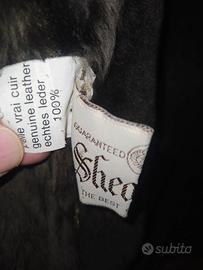 vrai cuir
genuine leather
echtes leder
100%
GUARANTEED
Shea
THE BEST
subito